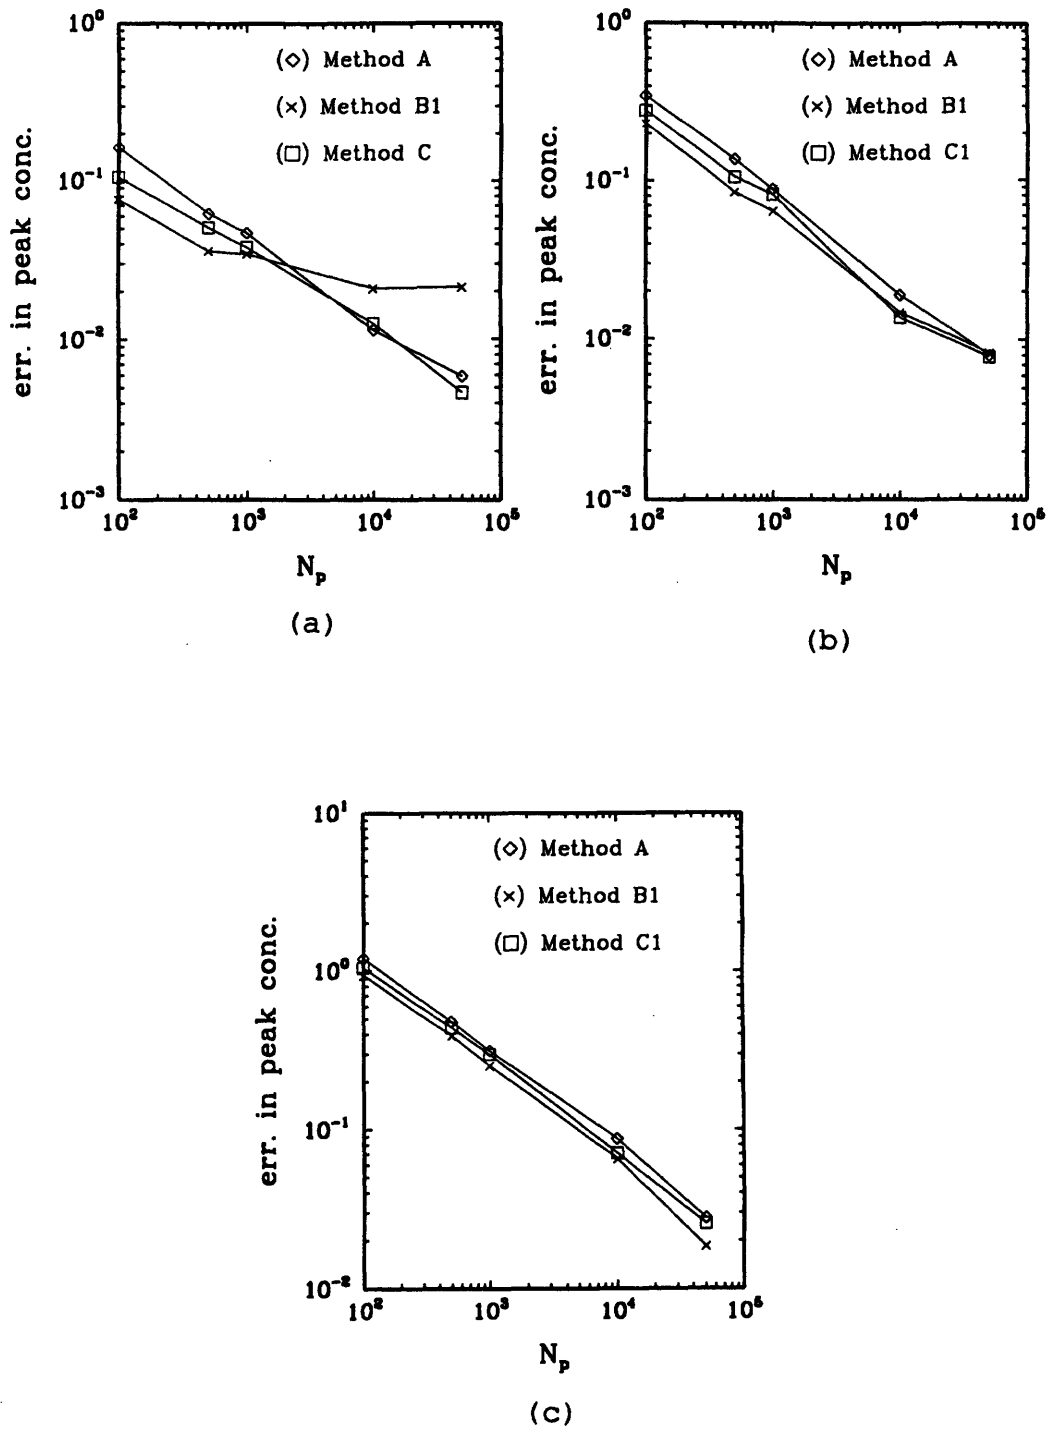 10⁰
10⁻¹
10⁻²
10⁻³
err. in peak conc.
(◇) Method A
(×) Method B1
(□) Method C
10² 10³ 10⁴ 10⁵
Nₚ
(a)
10⁰
10⁻¹
10⁻²
10⁻³
err. in peak conc.
(◇) Method A
(×) Method B1
(□) Method C1
10² 10³ 10⁴ 10⁵
Nₚ
(b)
10¹
10⁰
10⁻¹
10⁻²
err. in peak conc.
(◇) Method A
(×) Method B1
(□) Method C1
10² 10³ 10⁴ 10⁵
Nₚ
(c)